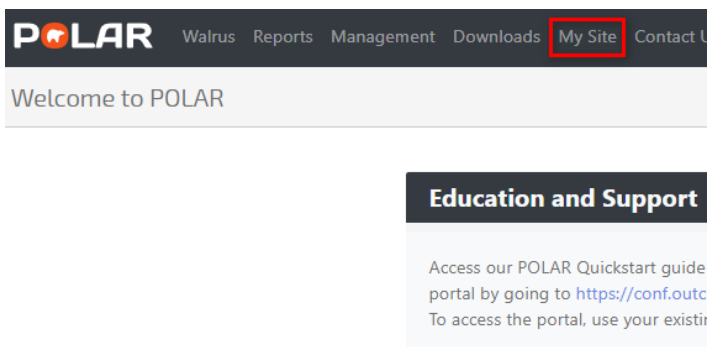 POLAR Walrus Reports Management Downloads My Site Contact U
Welcome to POLAR
Education and Support
Access our POLAR Quickstart guide
portal by going to https://conf.outc
To access the portal, use your existin